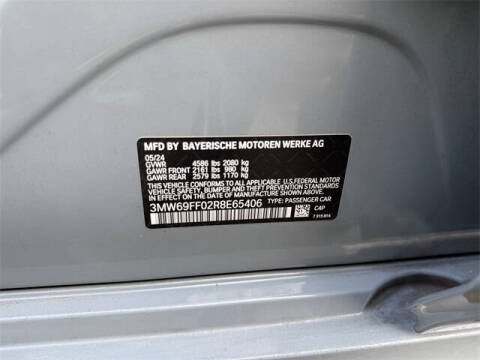 MFD BY BAYERISCHE MOTOREN WERKE AG
05/24
GVWR 4586 lbs 2080 kg
GAWR FRONT 2161 lbs 980 kg
GAWR REAR 2579 lbs 1170 kg
THIS VEHICLE CONFORMS TO ALL APPLICABLE U.S.FEDERAL MOTOR
VEHICLE SAFETY, BUMPER AND THEFT PREVENTION STANDARDS IN
EFFECT ON THE DATE OF MANUFACTURE SHOWN ABOVE.
3MW69FF02R8E65406 TYPE: PASSENGER CAR
C4P